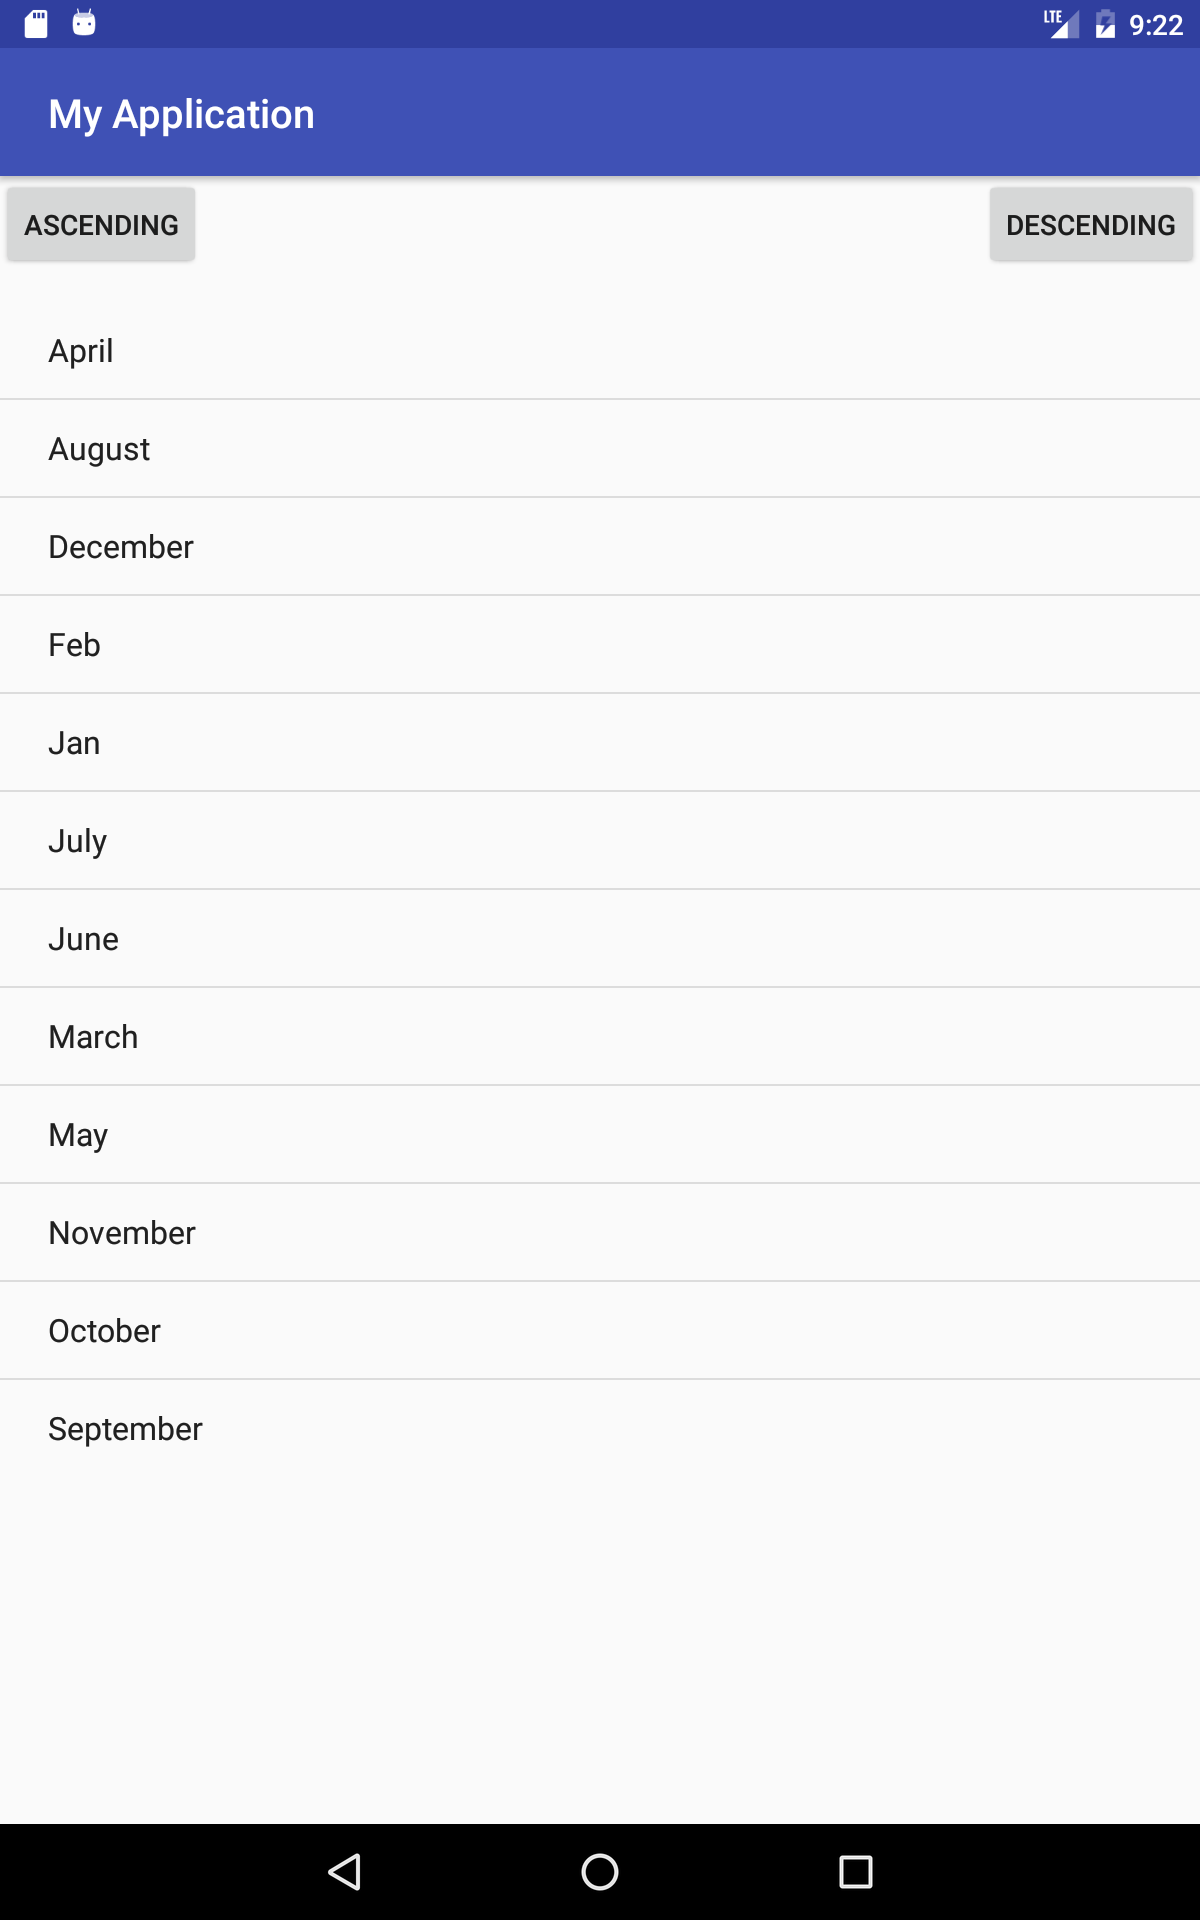 LTE 9:22
My Application
ASCENDING DESCENDING
April
August
December
Feb
Jan
July
June
March
May
November
October
September